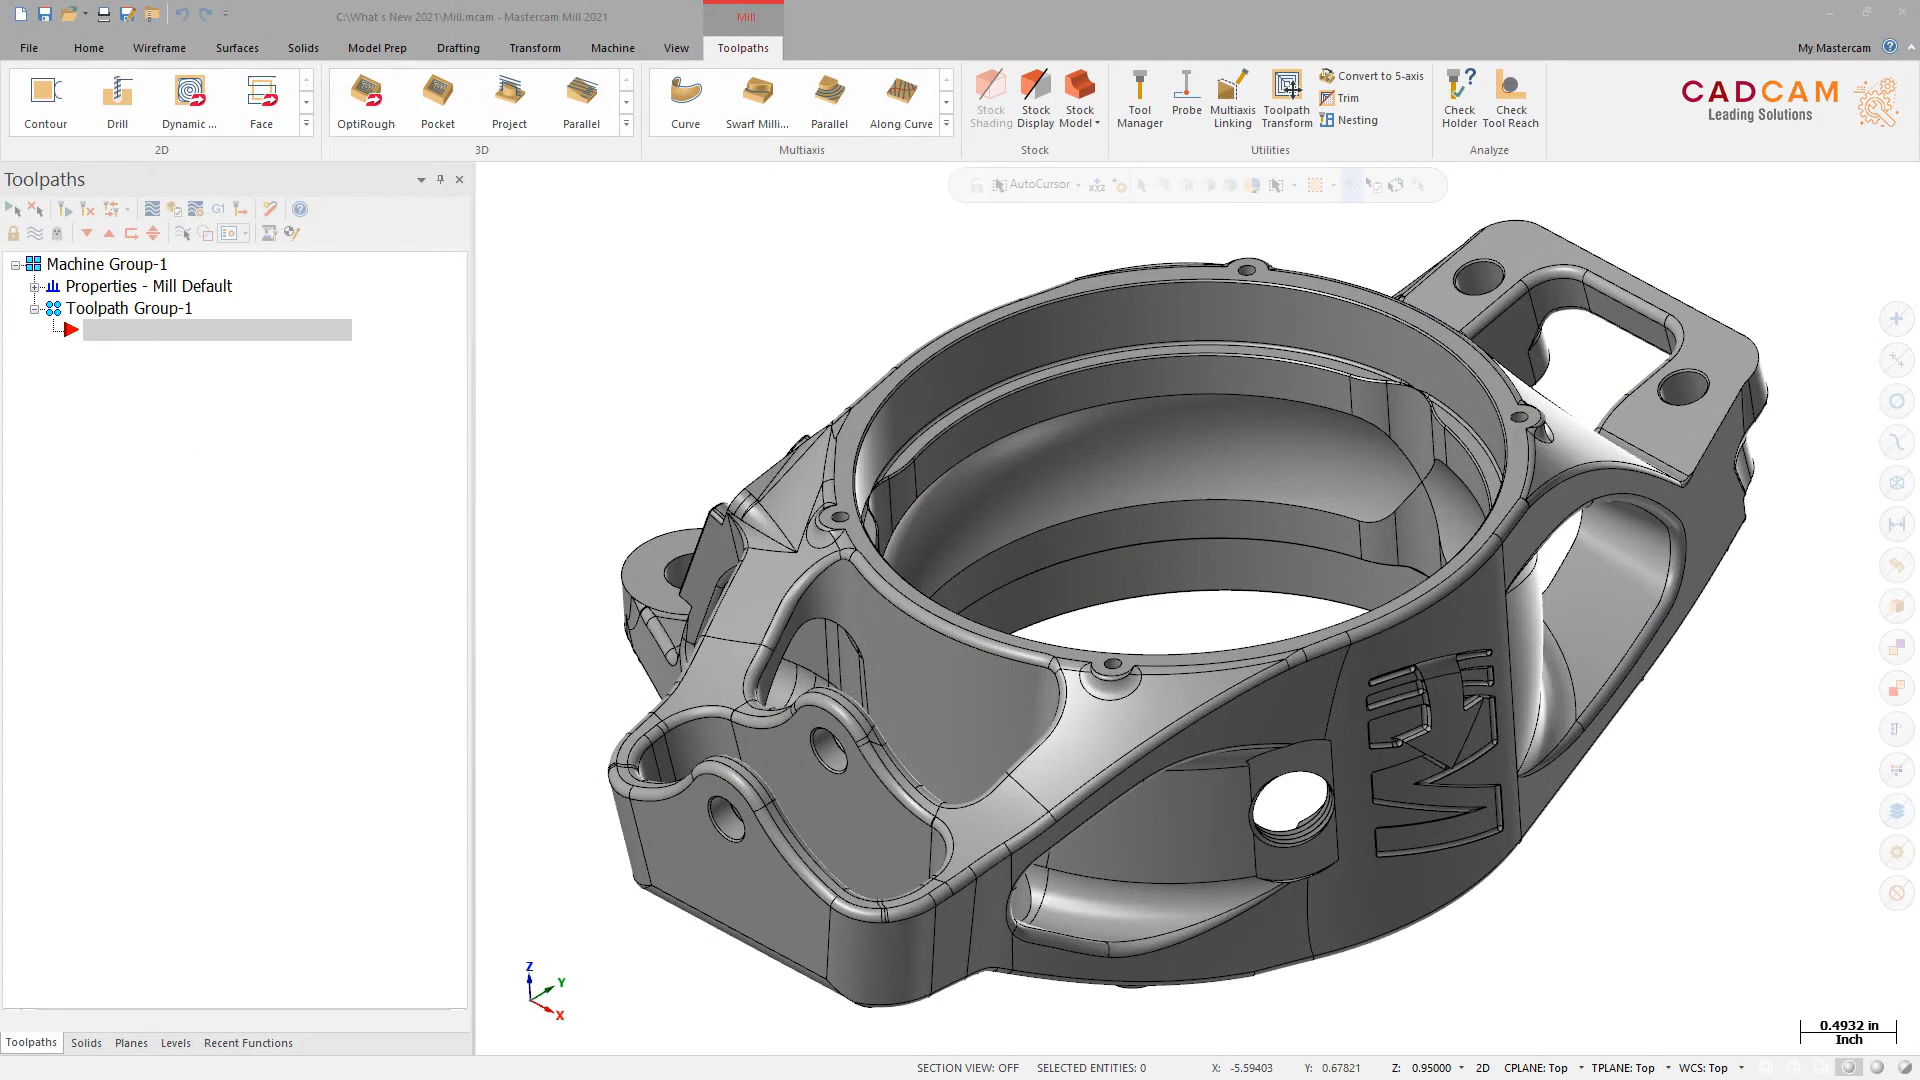 C:\What's New 2021\Mill.mcam - Mastercam Mill 2021
Mill
File Home Wireframe Surfaces Solids Model Prep Drafting Transform Machine View Toolpaths
My Mastercam
Contour Drill Dynamic ... Face
2D
OptiRough Pocket Project Parallel
3D
Curve Swarf Milli... Parallel Along Curve
Multiaxis
Stock Shading
Stock Display
Stock Model
Stock
Tool Manager
Probe
Multiaxis Linking
Toolpath Transform
Convert to 5-axis
Trim
Nesting
Utilities
Check Holder
Check Tool Reach
Analyze
CADCAM
Leading Solutions
Toolpaths
AutoCursor
G1
Machine Group-1
Properties - Mill Default
Toolpath Group-1
Z
Y
X
0.4932 in
Inch
Toolpaths Solids Planes Levels Recent Functions
SECTION VIEW: OFF SELECTED ENTITIES: 0 X: -5.59403 Y: 0.67821 Z: 0.95000 2D CPLANE: Top TPLANE: Top WCS: Top